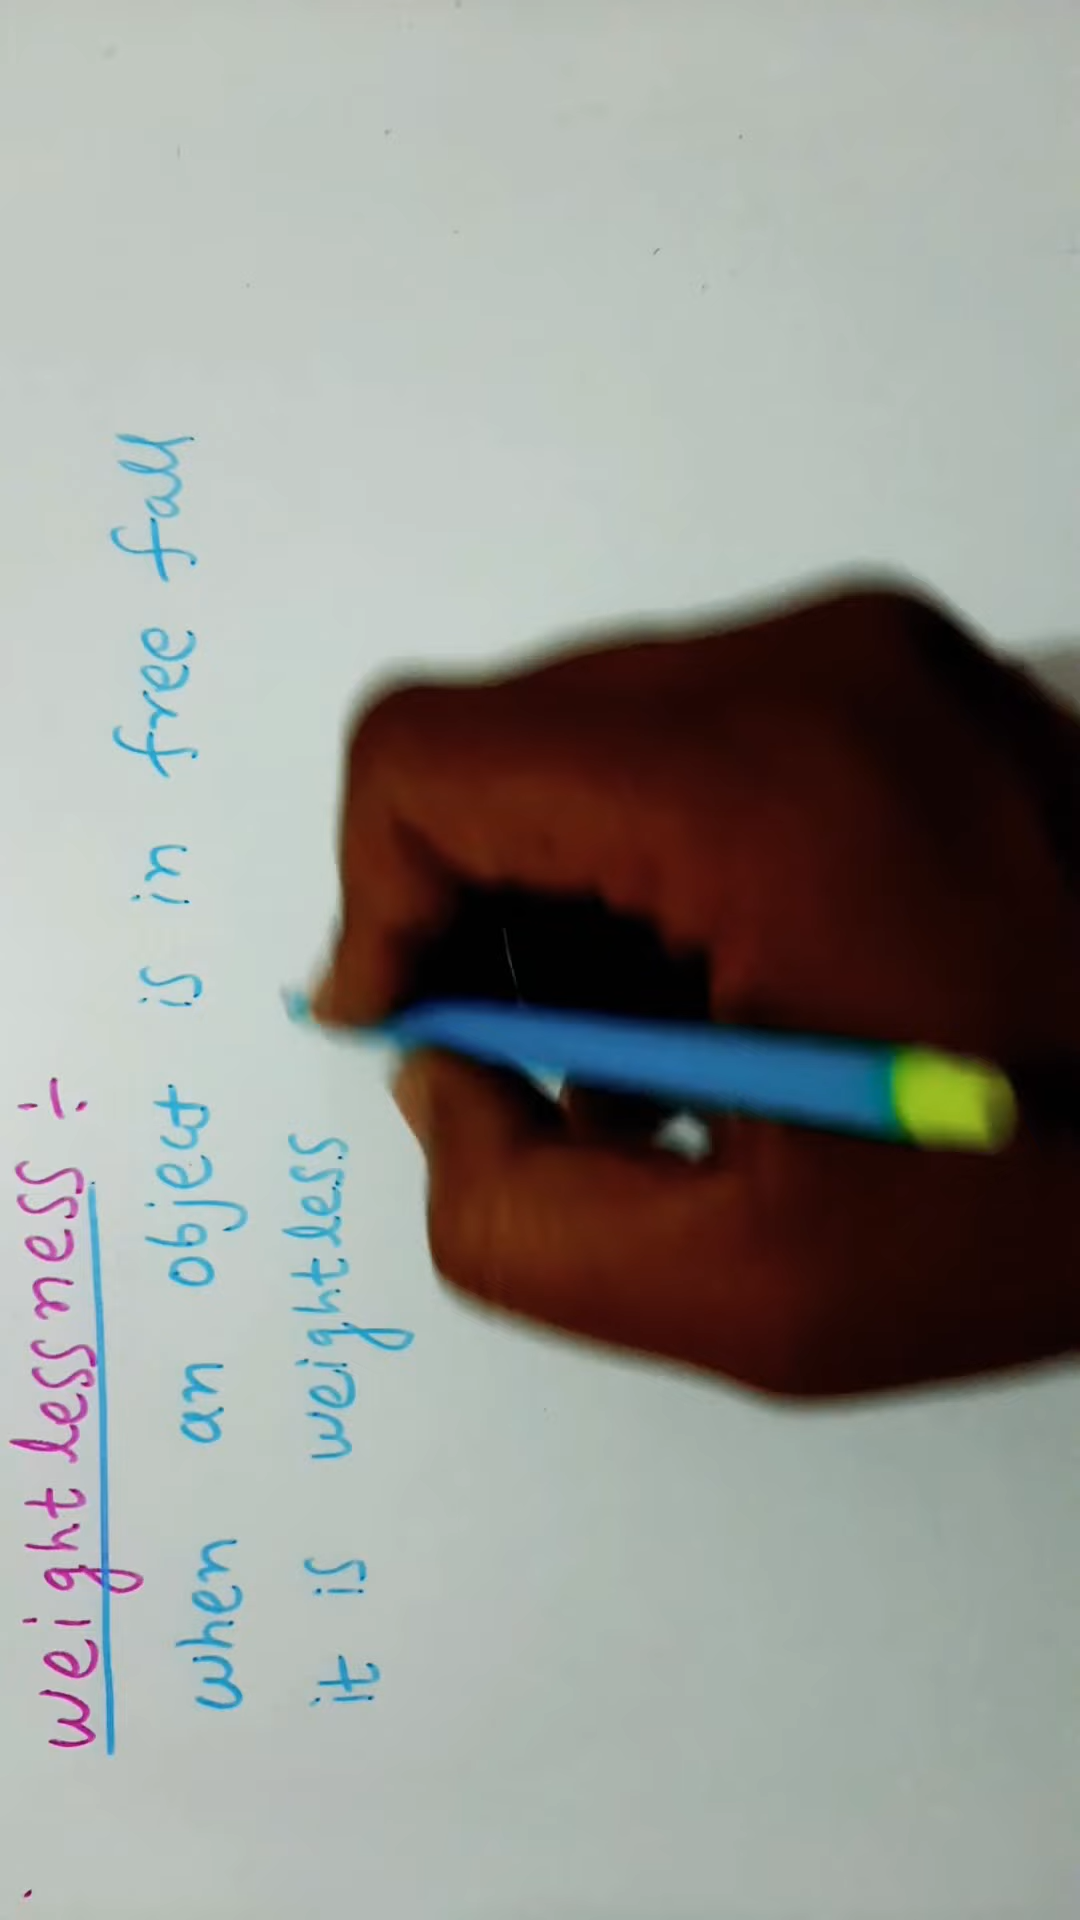 weightlessness ÷
when an object is in free fall
it is weightless